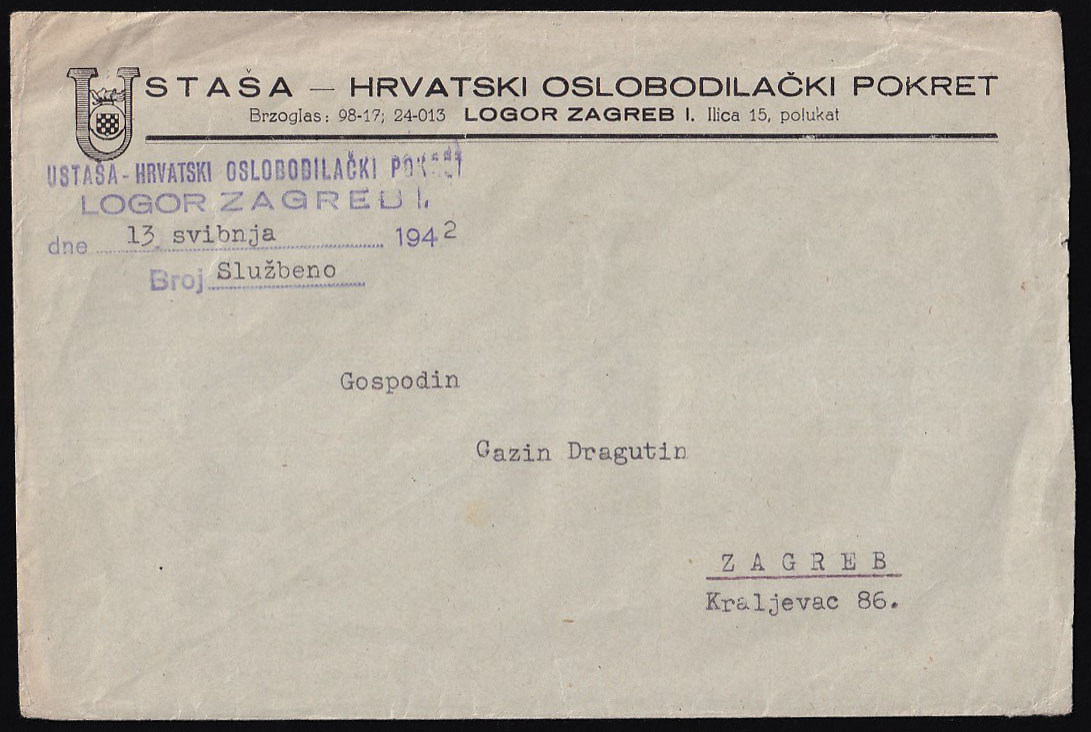 USTAŠA — HRVATSKI OSLOBODILAČKI POKRET
Brzoglas: 98-17; 24-013 LOGOR ZAGREB I. Ilica 15, polukat
USTAŠA - HRVATSKI OSLOBODILAČKI POKRET
LOGOR ZAGREB I.
dne 13 svibnja 1942
Broj Službeno
Gospodin
Gazin Dragutin
ZAGREB
Kraljevac 86.